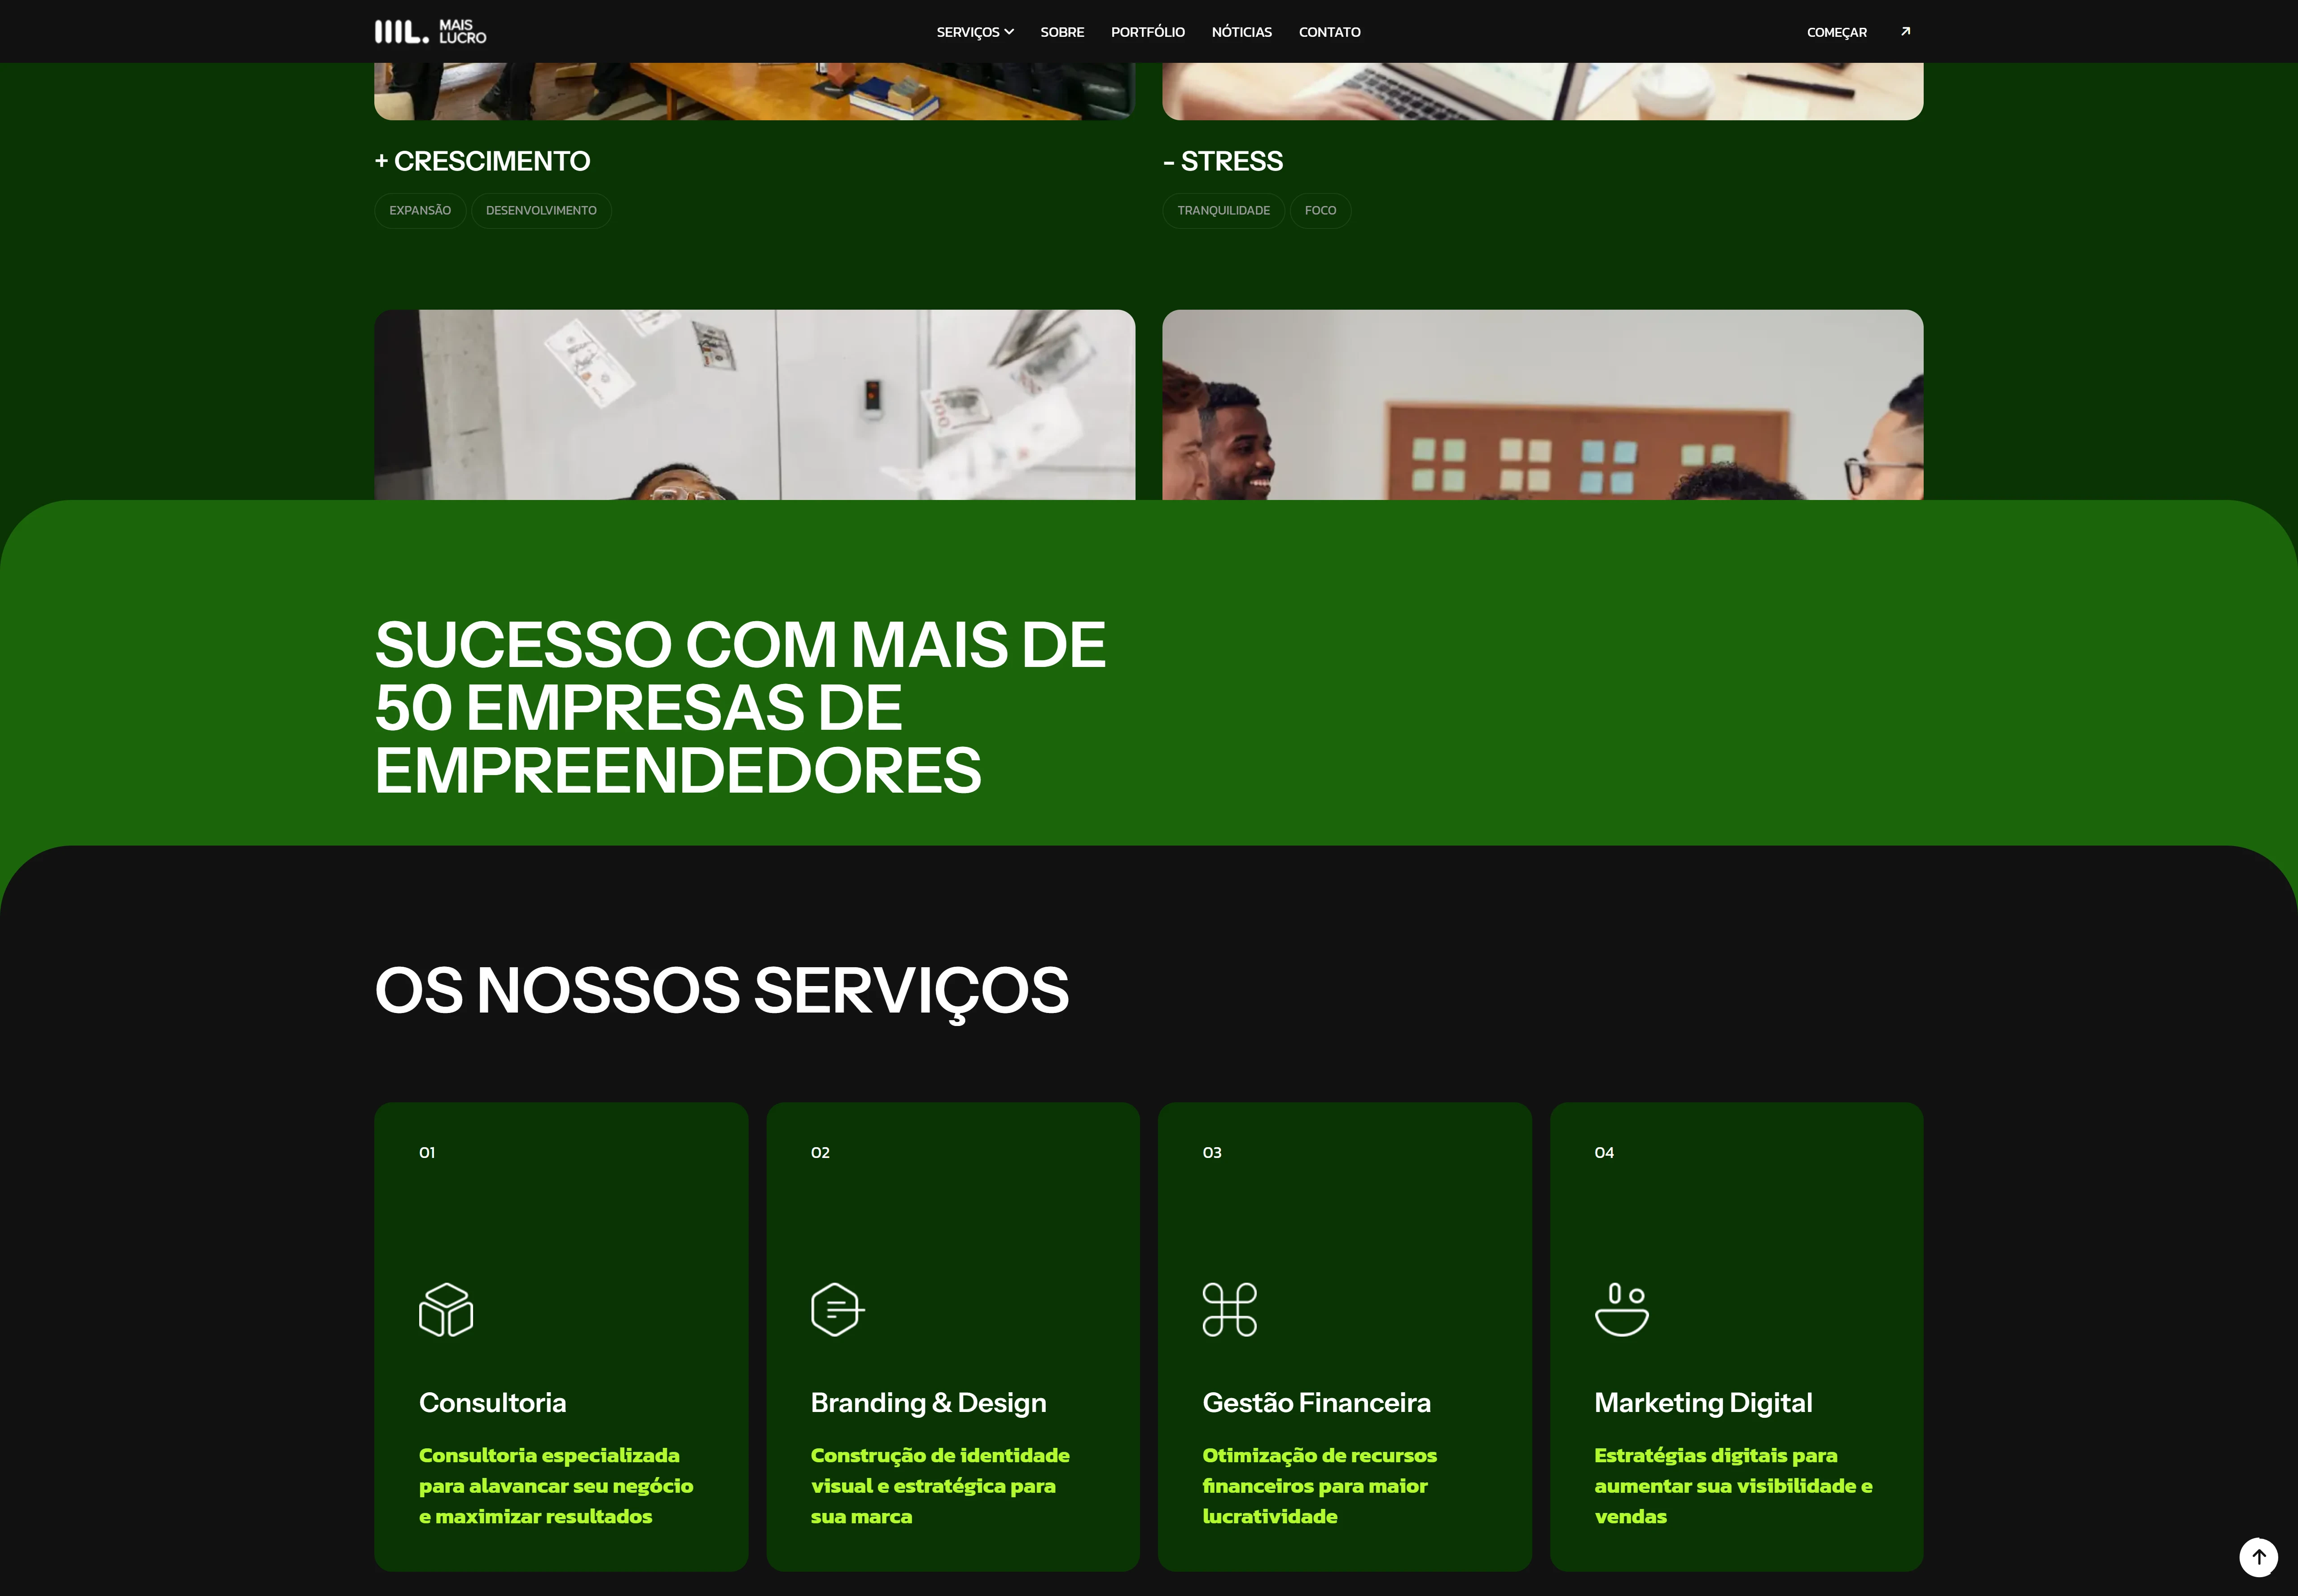 MAIS
LUCRO
SERVIÇOS
SOBRE
PORTFÓLIO
NÓTICIAS
CONTATO
COMEÇAR
+ CRESCIMENTO
EXPANSÃO
DESENVOLVIMENTO
- STRESS
TRANQUILIDADE
FOCO
100
SUCESSO COM MAIS DE
50 EMPRESAS DE
EMPREENDEDORES
OS NOSSOS SERVIÇOS
01
Consultoria
Consultoria especializada
para alavancar seu negócio
e maximizar resultados
02
Branding & Design
Construção de identidade
visual e estratégica para
sua marca
03
Gestão Financeira
Otimização de recursos
financeiros para maior
lucratividade
04
Marketing Digital
Estratégias digitais para
aumentar sua visibilidade e
vendas